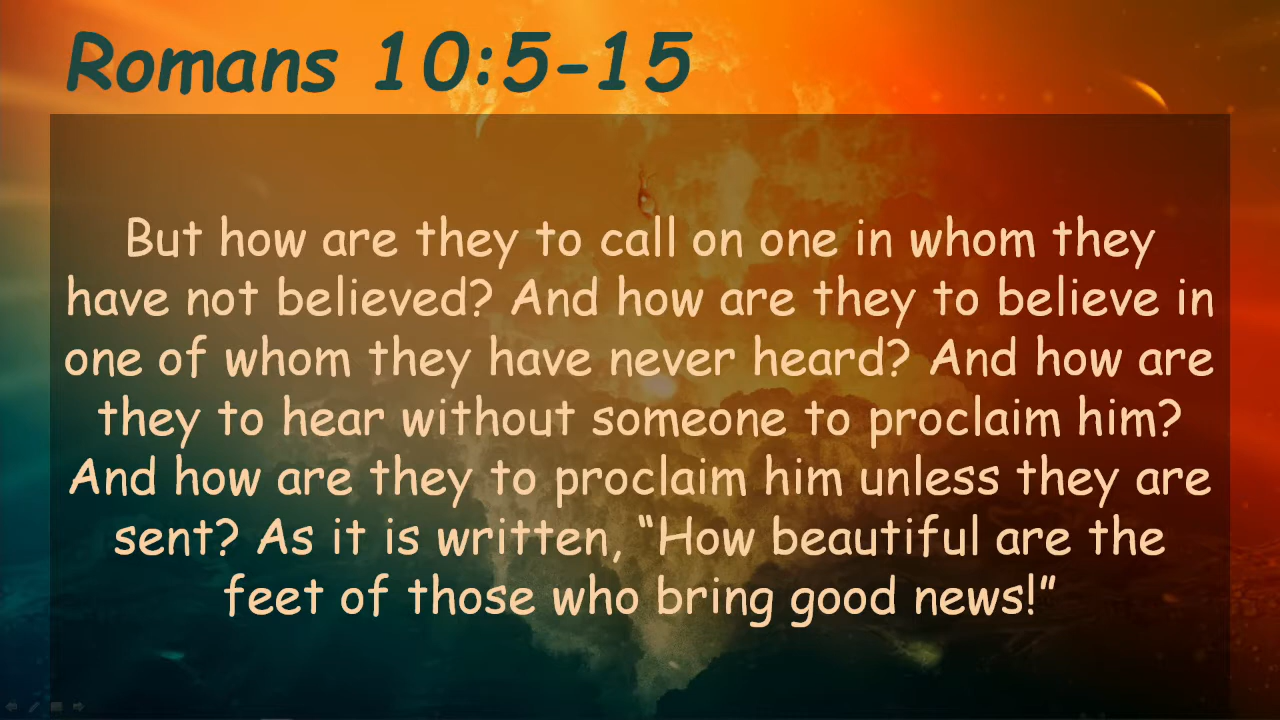 Romans 10:5-15
But how are they to call on one in whom they
have not believed? And how are they to believe in
one of whom they have never heard? And how are
they to hear without someone to proclaim him?
And how are they to proclaim him unless they are
sent? As it is written, “How beautiful are the
feet of those who bring good news!”